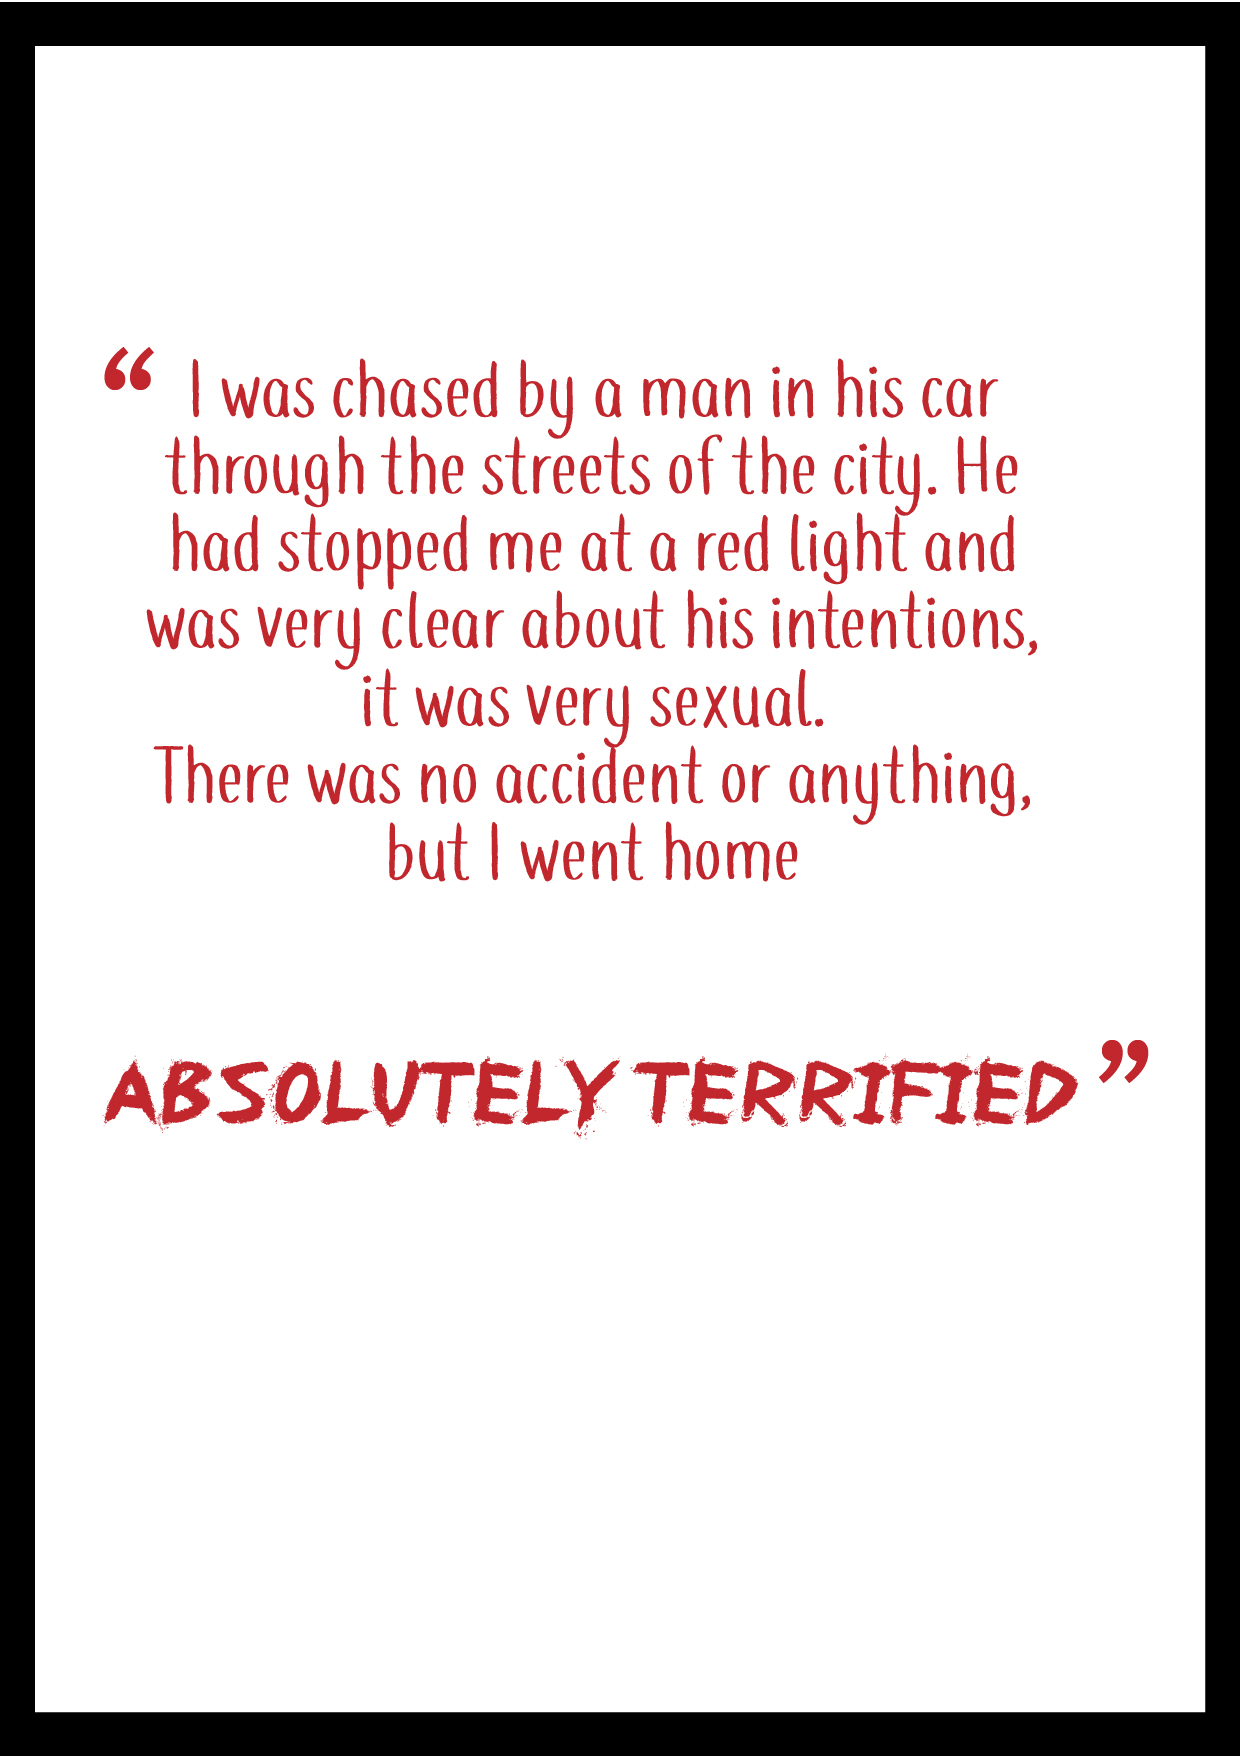 “ I was chased by a man in his car
through the streets of the city. He
had stopped me at a red light and
was very clear about his intentions,
it was very sexual.
There was no accident or anything,
but I went home
ABSOLUTELY TERRIFIED ”